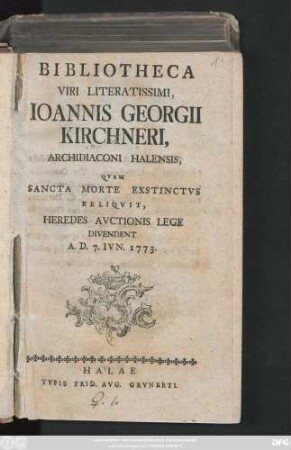 BIBLIOTHECA
VIRI LITERATISSIMI,
IOANNIS GEORGII
KIRCHNERI,
ARCHIDIACONI HALENSIS,
QVAM
SANCTA MORTE EXSTINCTVS
RELIQVIT,
HEREDES AVCTIONIS LEGE
DIVENDENT
A. D. 7. IVN. 1773.
HALAE
TYPIS FRID. AVG. GRVNERTI.